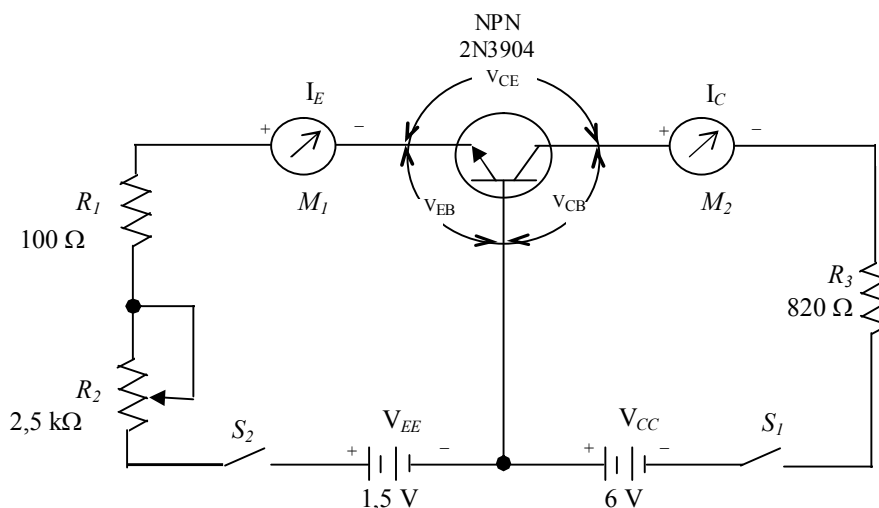 NPN
2N3904
V_CE
I_E
I_C
+
−
+
−
M_1
M_2
V_EB
V_CB
R_1
100 Ω
R_3
820 Ω
R_2
2,5 kΩ
S_2
V_EE
V_CC
S_1
+
−
+
−
1,5 V
6 V